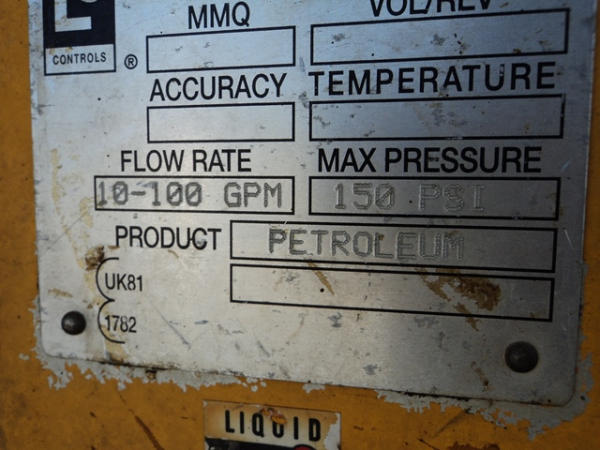 MMQ VOL/REV
CONTROLS ®
ACCURACY TEMPERATURE
FLOW RATE MAX PRESSURE
10-100 GPM 150 PSI
PRODUCT PETROLEUM
UK81
1782
LIQUID